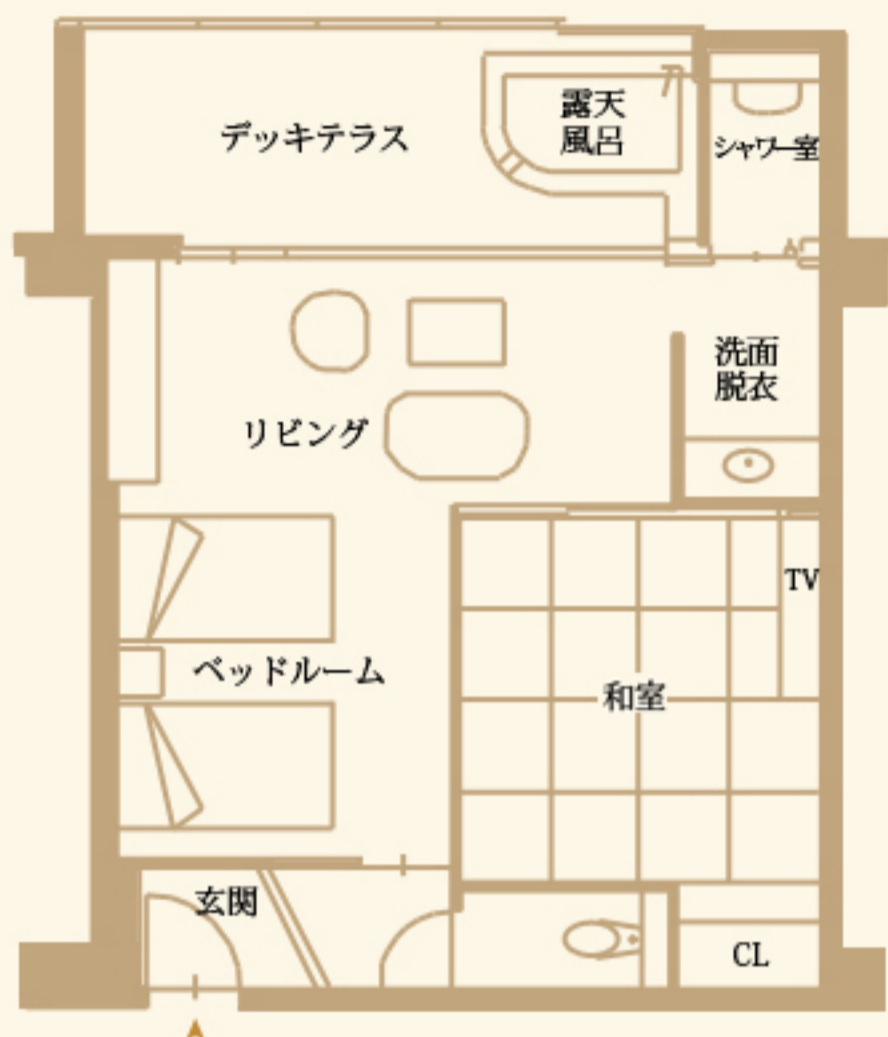 デッキテラス
露天
風呂
シャワー室
洗面
脱衣
リビング
TV
ベッドルーム
和室
玄関
CL